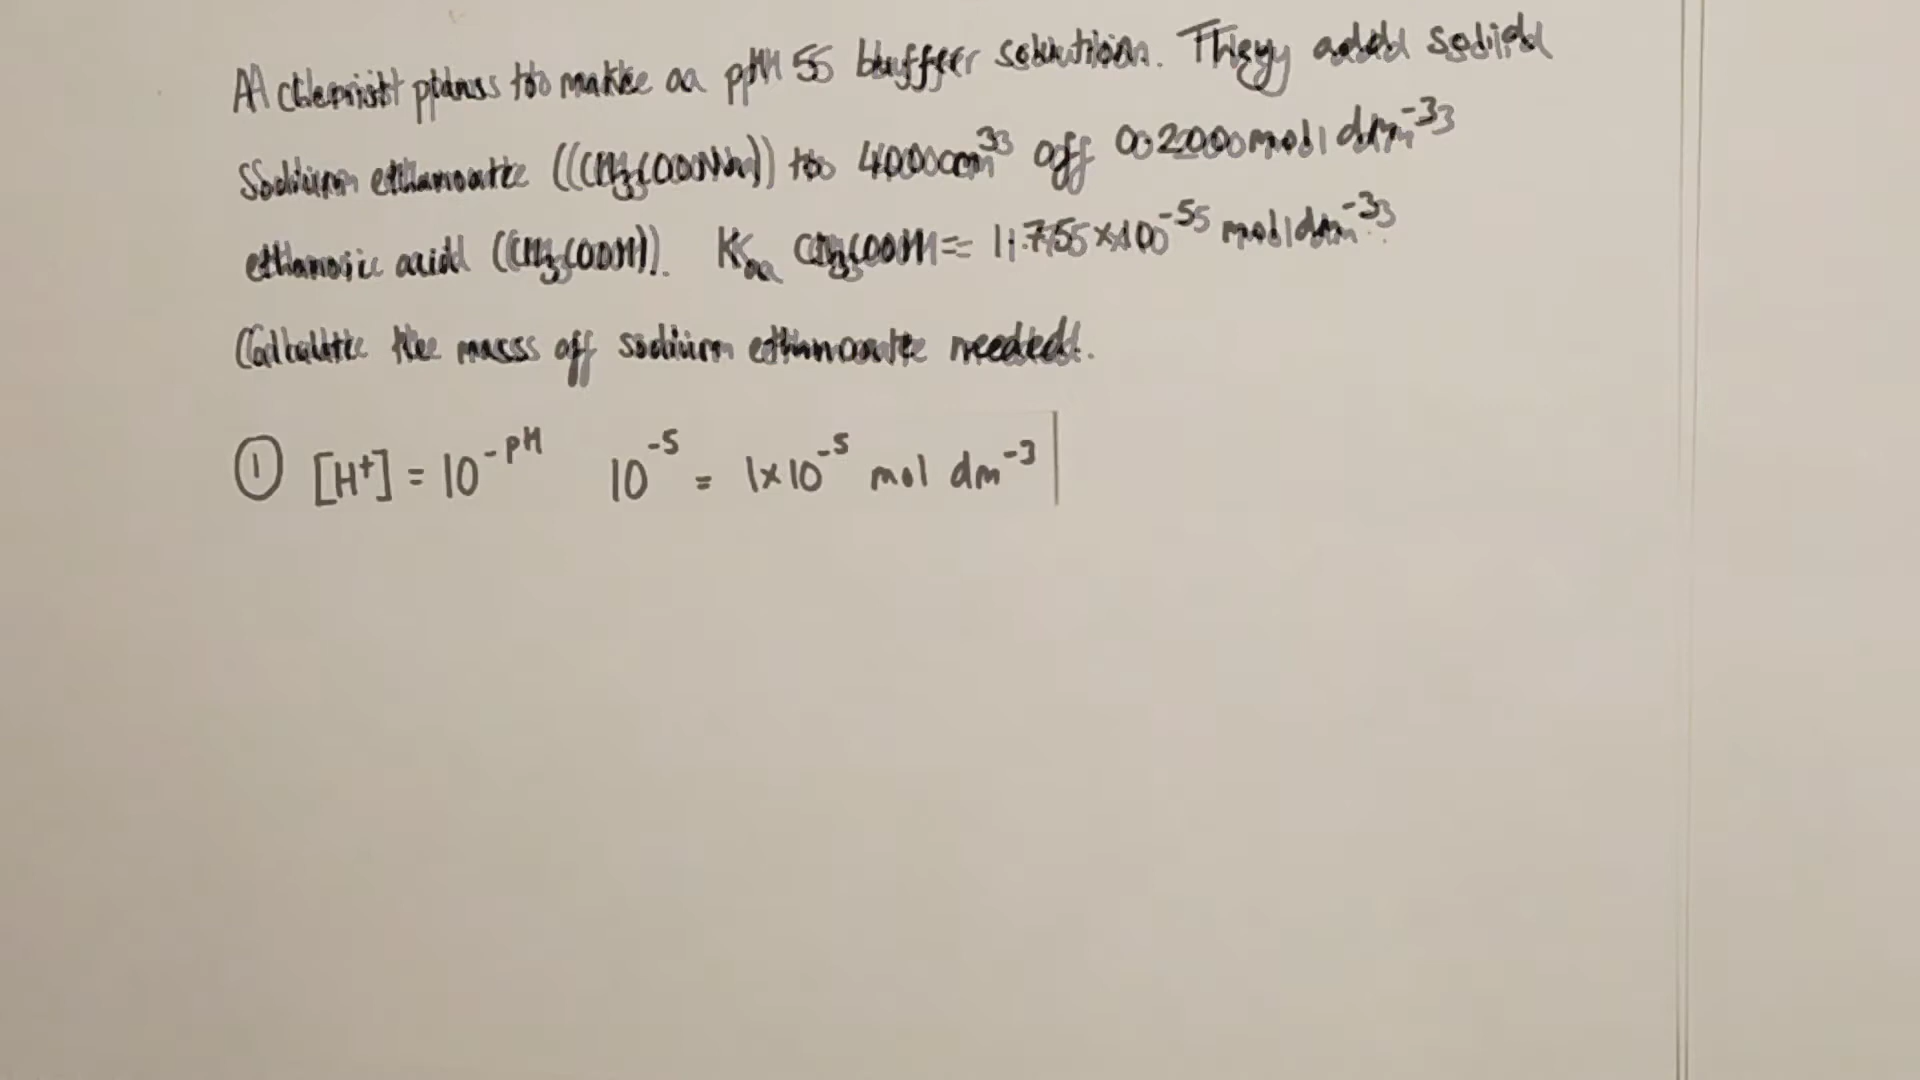 A chemist plans to make a pH 5 buffer solution. They add solid
Sodium ethanoate (CH₃COONa) to 400cm³ of 0.200 mol dm⁻³
ethanoic acid (CH₃COOH). Kₐ CH₃COOH = 1.75×10⁻⁵ mol dm⁻³
Calculate the mass of sodium ethanoate needed.
① [H⁺] = 10⁻ᵖᴴ 10⁻⁵ = 1×10⁻⁵ mol dm⁻³